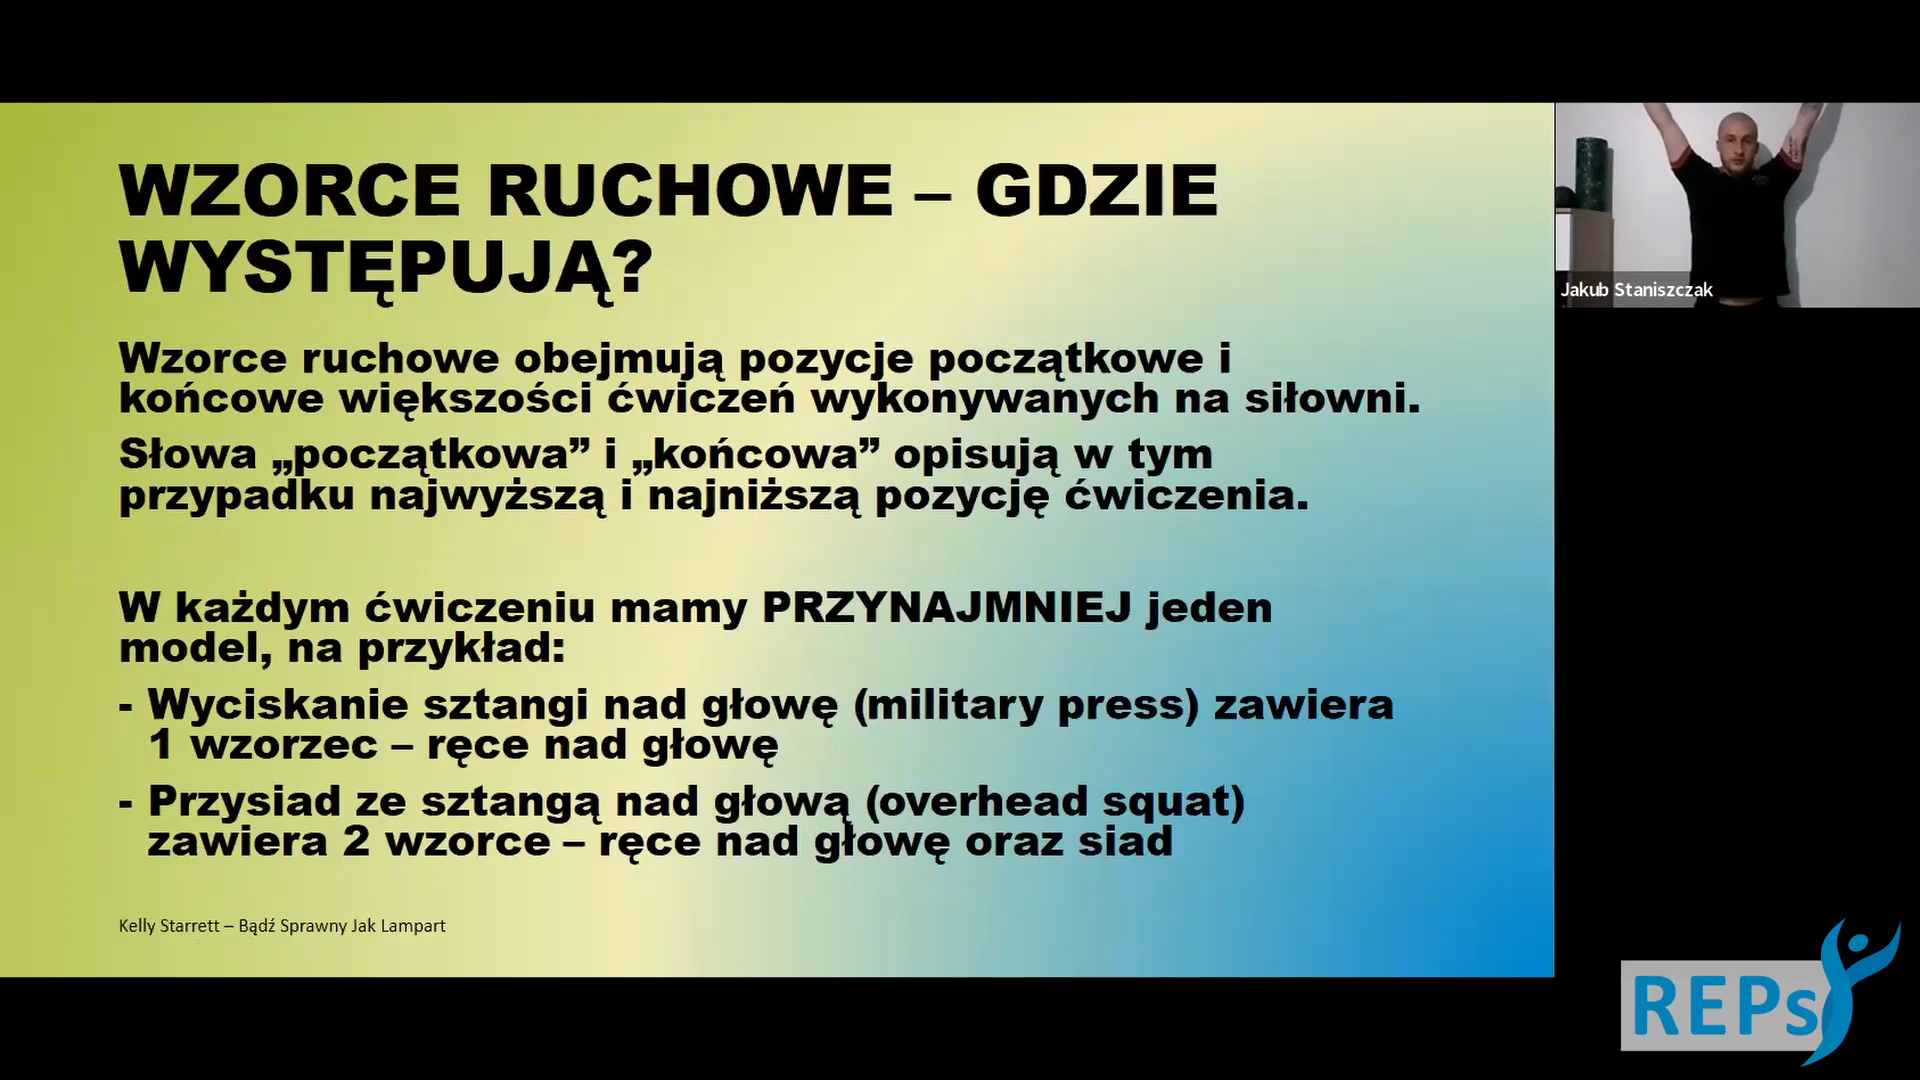 WZORCE RUCHOWE – GDZIE
WYSTĘPUJĄ?
Wzorce ruchowe obejmują pozycje początkowe i
końcowe większości ćwiczeń wykonywanych na siłowni.
Słowa „początkowa” i „końcowa” opisują w tym
przypadku najwyższą i najniższą pozycję ćwiczenia.
W każdym ćwiczeniu mamy PRZYNAJMNIEJ jeden
model, na przykład:
- Wyciskanie sztangi nad głowę (military press) zawiera
1 wzorzec – ręce nad głowę
- Przysiad ze sztangą nad głową (overhead squat)
zawiera 2 wzorce – ręce nad głowę oraz siad
Kelly Starrett – Bądź Sprawny Jak Lampart
Jakub Staniszczak
REPs